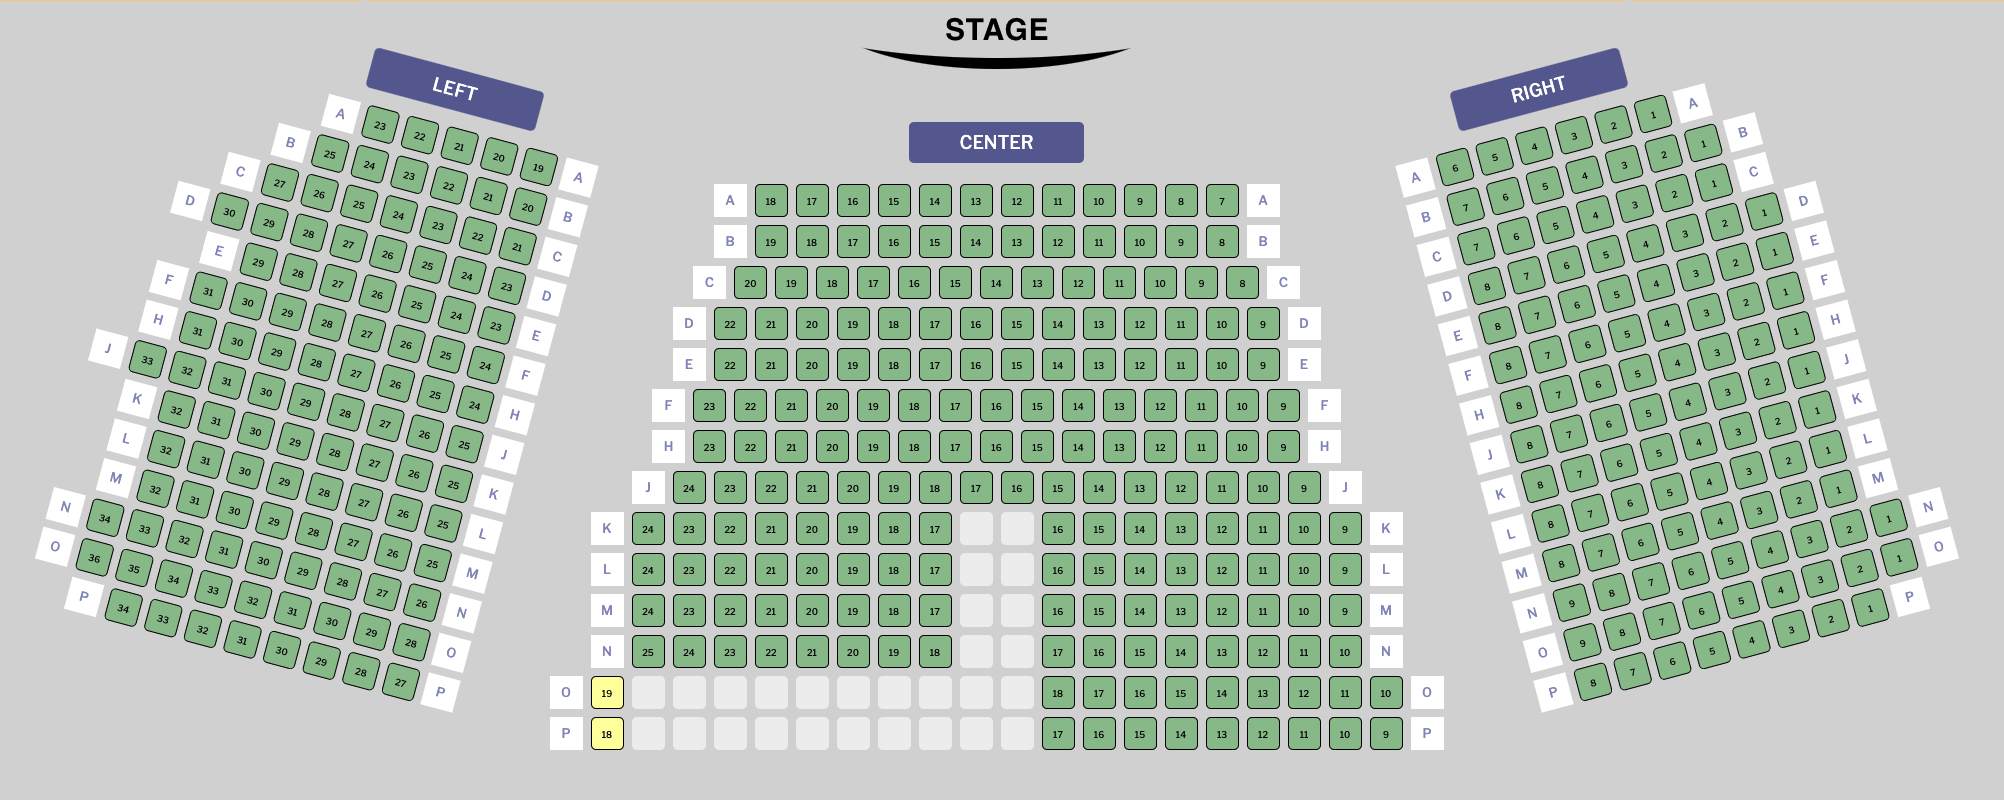 STAGE
LEFT
A 23 22 21 20 19 A
B 25 24 23 22 21 20 B
C 27 26 25 24 23 22 21 C
D 30 29 28 27 26 25 24 23 D
E 29 28 27 26 25 24 23 E
F 31 30 29 28 27 26 25 24 F
H 31 30 29 28 27 26 25 24 H
J 33 32 31 30 29 28 27 26 25 J
K 32 31 30 29 28 27 26 25 K
L 32 31 30 29 28 27 26 25 L
M 32 31 30 29 28 27 26 25 M
N 34 33 32 31 30 29 28 27 26 N
O 36 35 34 33 32 31 30 29 28 O
P 34 33 32 31 30 29 28 27 P
CENTER
A 18 17 16 15 14 13 12 11 10 9 8 7 A
B 19 18 17 16 15 14 13 12 11 10 9 8 B
C 20 19 18 17 16 15 14 13 12 11 10 9 8 C
D 22 21 20 19 18 17 16 15 14 13 12 11 10 9 D
E 22 21 20 19 18 17 16 15 14 13 12 11 10 9 E
F 23 22 21 20 19 18 17 16 15 14 13 12 11 10 9 F
H 23 22 21 20 19 18 17 16 15 14 13 12 11 10 9 H
J 24 23 22 21 20 19 18 17 16 15 14 13 12 11 10 9 J
K 24 23 22 21 20 19 18 17 16 15 14 13 12 11 10 9 K
L 24 23 22 21 20 19 18 17 16 15 14 13 12 11 10 9 L
M 24 23 22 21 20 19 18 17 16 15 14 13 12 11 10 9 M
N 25 24 23 22 21 20 19 18 17 16 15 14 13 12 11 10 N
O 19 18 17 16 15 14 13 12 11 10 O
P 18 17 16 15 14 13 12 11 10 9 P
RIGHT
A 6 5 4 3 2 1 A
B 7 6 5 4 3 2 1 B
C 7 6 5 4 3 2 1 C
D 8 7 6 5 4 3 2 1 D
E 8 7 6 5 4 3 2 1 E
F 8 7 6 5 4 3 2 1 F
H 8 7 6 5 4 3 2 1 H
J 8 7 6 5 4 3 2 1 J
K 8 7 6 5 4 3 2 1 K
L 8 7 6 5 4 3 2 1 L
M 8 7 6 5 4 3 2 1 M
N 9 8 7 6 5 4 3 2 1 N
O 9 8 7 6 5 4 3 2 1 O
P 8 7 6 5 4 3 2 1 P